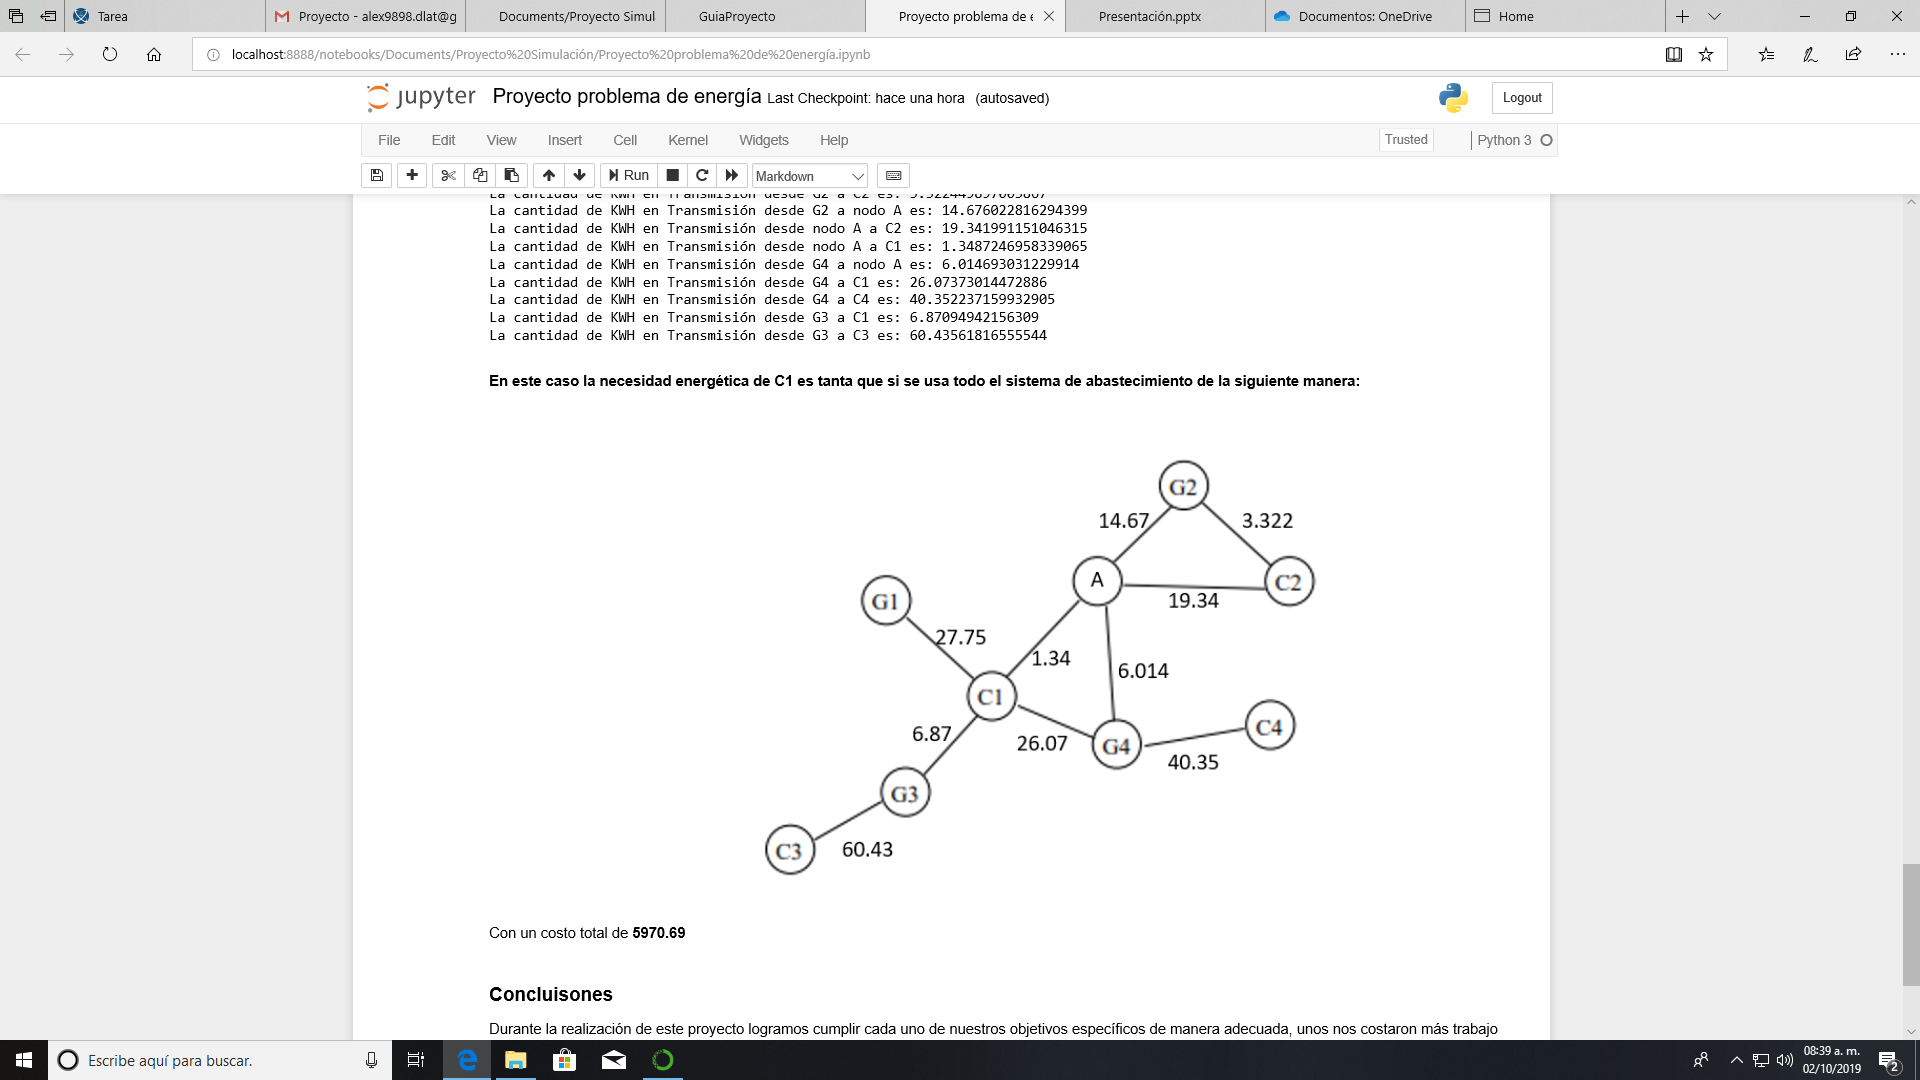 Tarea
Proyecto - alex9898.dlat@g
Documents/Proyecto Simul
GuiaProyecto
Proyecto problema de e
Presentación.pptx
Documentos: OneDrive
Home
localhost:8888/notebooks/Documents/Proyecto%20Simulación/Proyecto%20problema%20de%20energía.ipynb
jupyter Proyecto problema de energía Last Checkpoint: hace una hora (autosaved)
Logout
File Edit View Insert Cell Kernel Widgets Help
Trusted
Python 3
Run
Markdown
La cantidad de KWH en Transmisión desde G2 a C2 es:
La cantidad de KWH en Transmisión desde G2 a nodo A es: 14.676022816294399
La cantidad de KWH en Transmisión desde nodo A a C2 es: 19.341991151046315
La cantidad de KWH en Transmisión desde nodo A a C1 es: 1.3487246958339065
La cantidad de KWH en Transmisión desde G4 a nodo A es: 6.014693031229914
La cantidad de KWH en Transmisión desde G4 a C1 es: 26.07373014472886
La cantidad de KWH en Transmisión desde G4 a C4 es: 40.352237159932905
La cantidad de KWH en Transmisión desde G3 a C1 es: 6.87094942156309
La cantidad de KWH en Transmisión desde G3 a C3 es: 60.43561816555544
En este caso la necesidad energética de C1 es tanta que si se usa todo el sistema de abastecimiento de la siguiente manera:
G2
14.67
3.322
A
C2
19.34
G1
27.75
1.34
6.014
C1
6.87
26.07
G4
C4
40.35
G3
C3
60.43
Con un costo total de 5970.69
Concluisones
Durante la realización de este proyecto logramos cumplir cada uno de nuestros objetivos específicos de manera adecuada, unos nos costaron más trabajo
Escribe aquí para buscar.
08:39 a. m.
02/10/2019
2